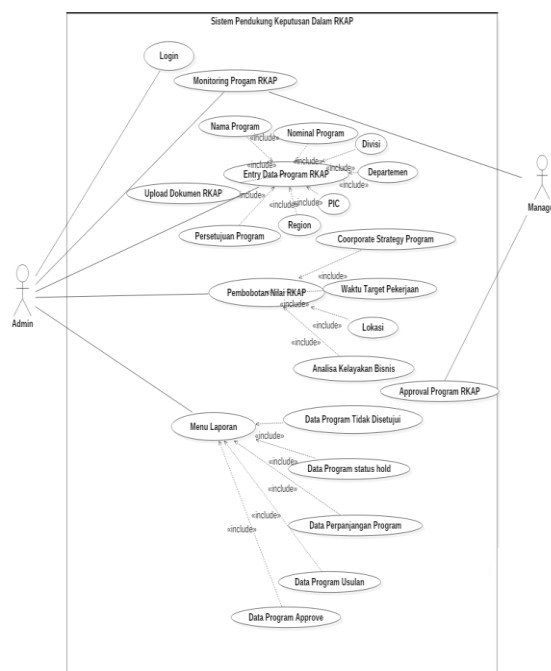 Sistem Pendukung Keputusan Dalam RKAP
Login
Monitoring Progam RKAP
Nama Program
Nominal Program
«include»
Divisi
«include»
«include»
«include»
Entry Data Program RKAP
Departemen
«include»
Upload Dokumen RKAP
«include»
«include»
«include»
PIC
Region
Persetujuan Program
Coorporate Strategy Program
Manage
«include»
Pembobotan Nilai RKAP
Waktu Target Pekerjaan
«include»
Admin
«include»
Lokasi
«include»
Analisa Kelayakan Bisnis
Approval Program RKAP
Data Program Tidak Disetujui
Menu Laporan
«include»
«include»
Data Program status hold
«include»
«include»
Data Perpanjangan Program
«include»
Data Program Usulan
Data Program Approve